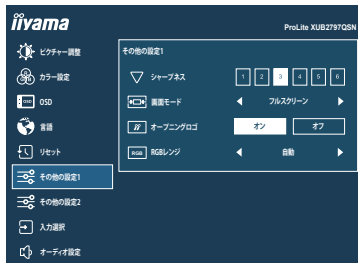 iiyama
ProLite XUB2797QSN
ピクチャー調整
カラー設定
OSD OSD
言語
リセット
その他の設定1
その他の設定2
入力選択
オーディオ設定
その他の設定1
シャープネス 1 2 3 4 5 6
画面モード フルスクリーン
オープニングロゴ オン オフ
RGB RGBレンジ 自動